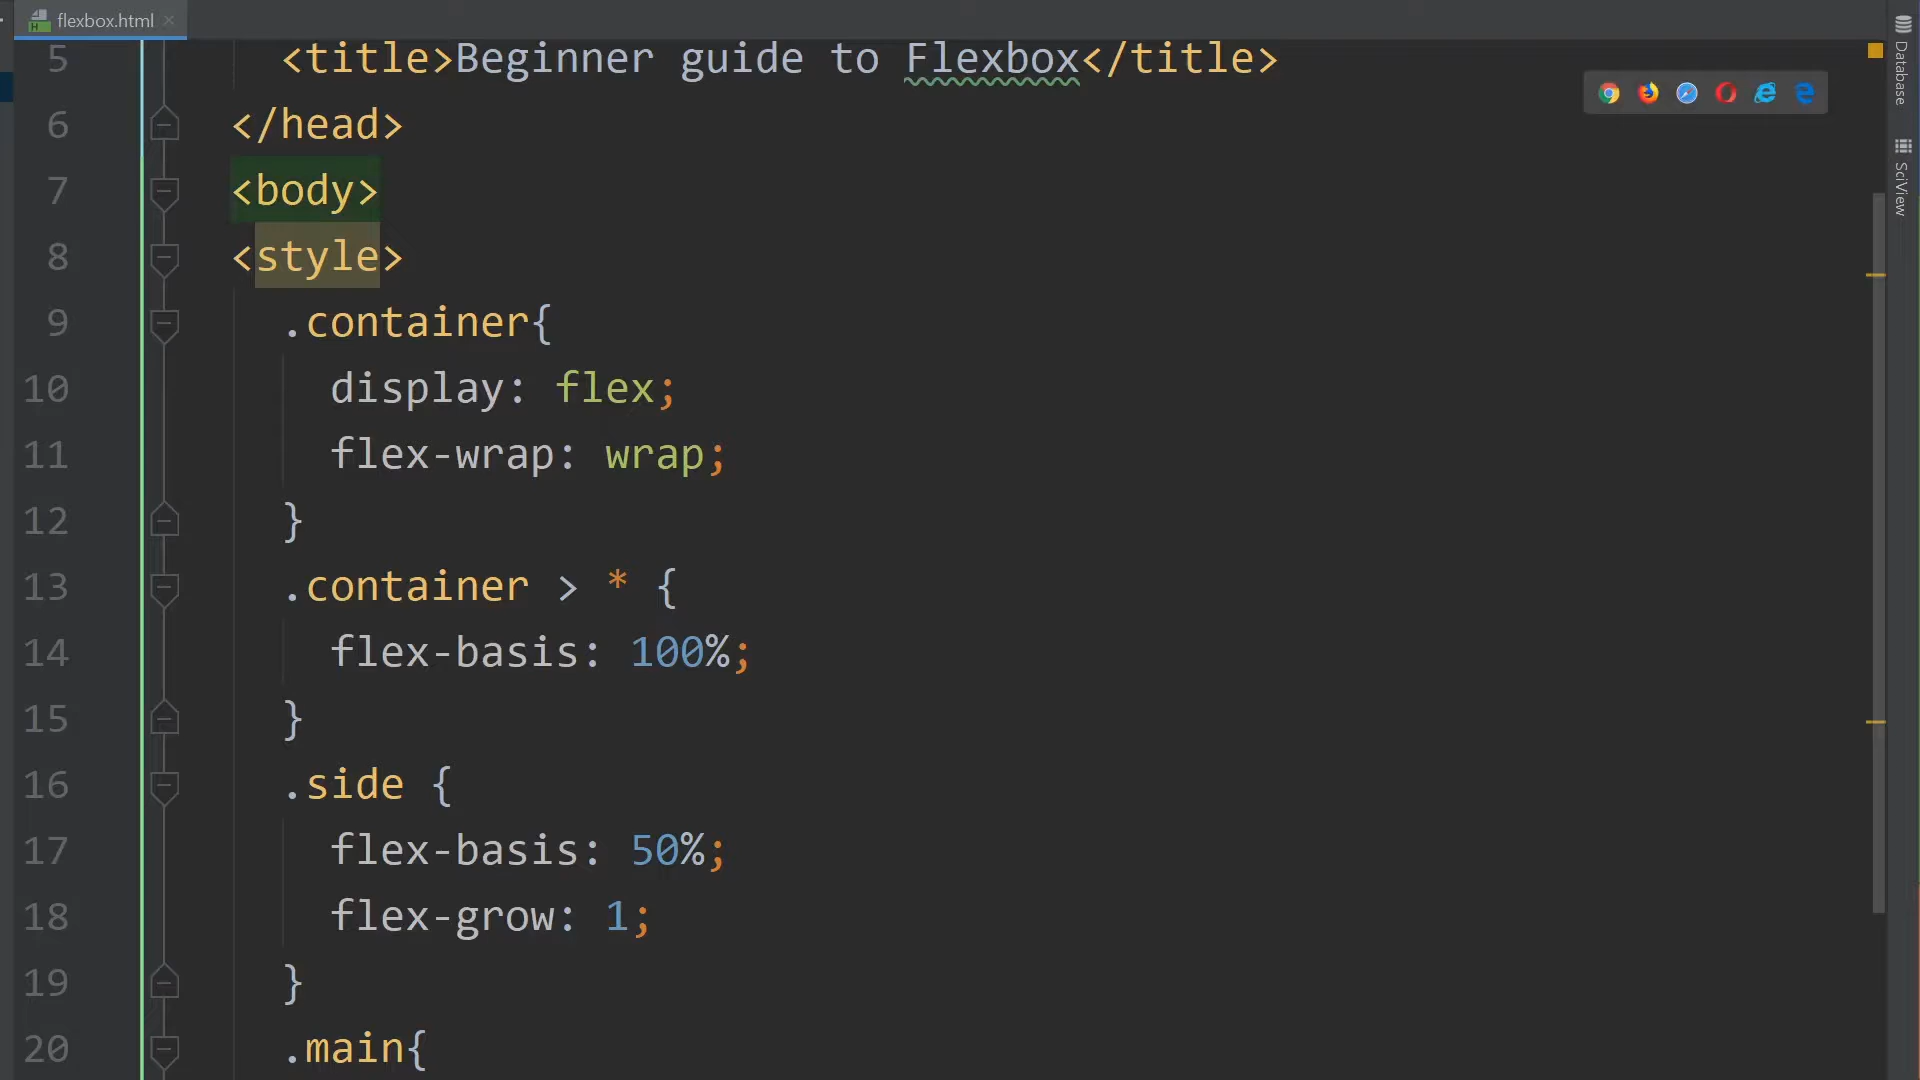 flexbox.html
5 <title>Beginner guide to Flexbox</title>
6 </head>
7 <body>
8 <style>
9 .container{
10 display: flex;
11 flex-wrap: wrap;
12 }
13 .container > * {
14 flex-basis: 100%;
15 }
16 .side {
17 flex-basis: 50%;
18 flex-grow: 1;
19 }
20 .main{
Database
SciView